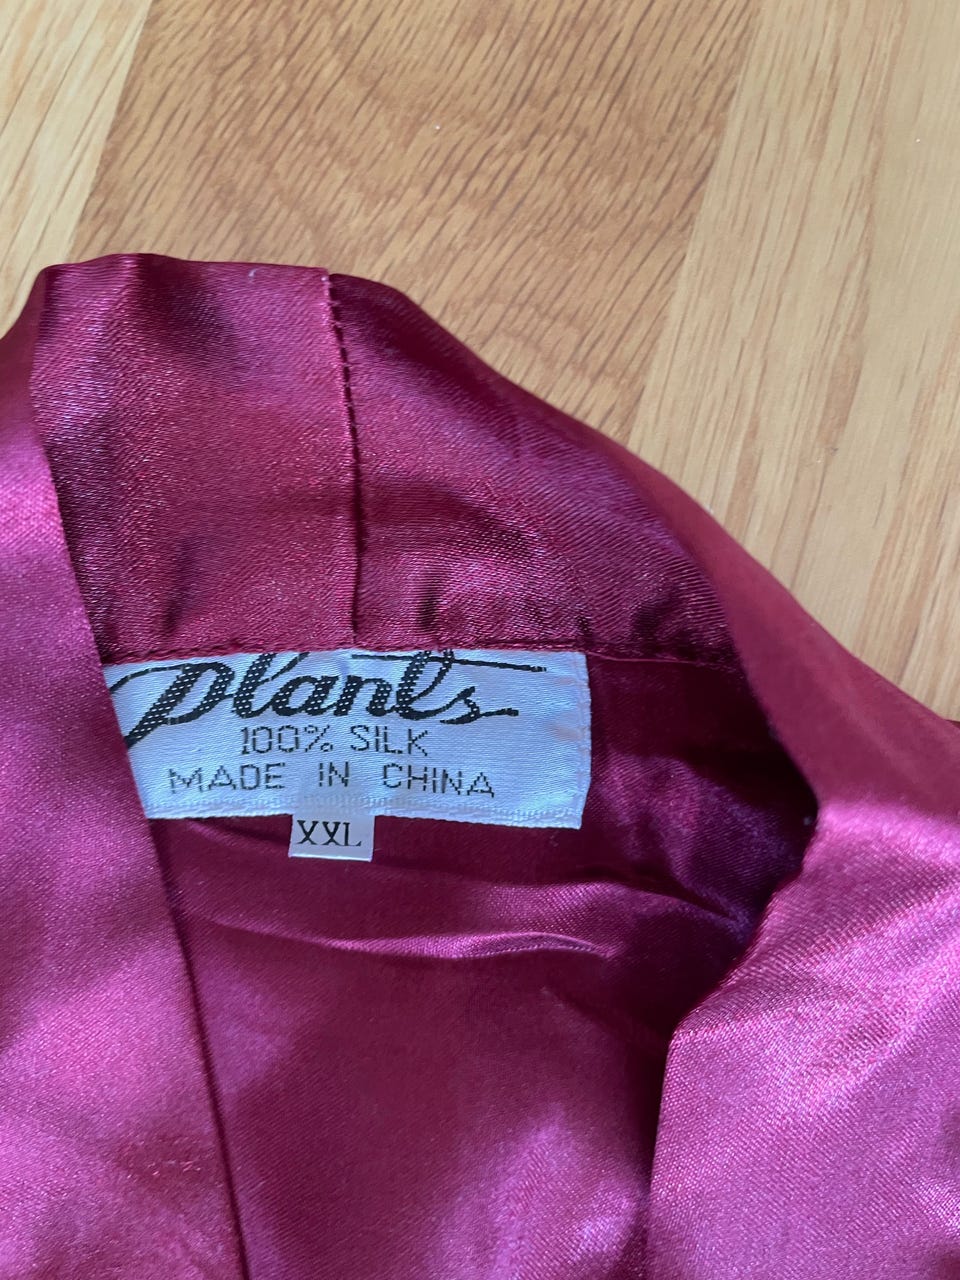 Plants
100% SILK
MADE IN CHINA
XXL